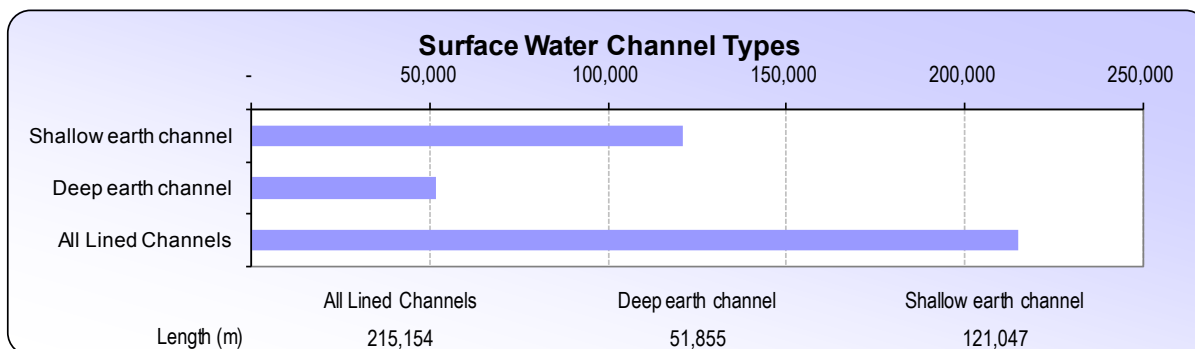 Surface Water Channel Types
- 50,000 100,000 150,000 200,000 250,000
Shallow earth channel
Deep earth channel
All Lined Channels
All Lined Channels Deep earth channel Shallow earth channel
Length (m) 215,154 51,855 121,047